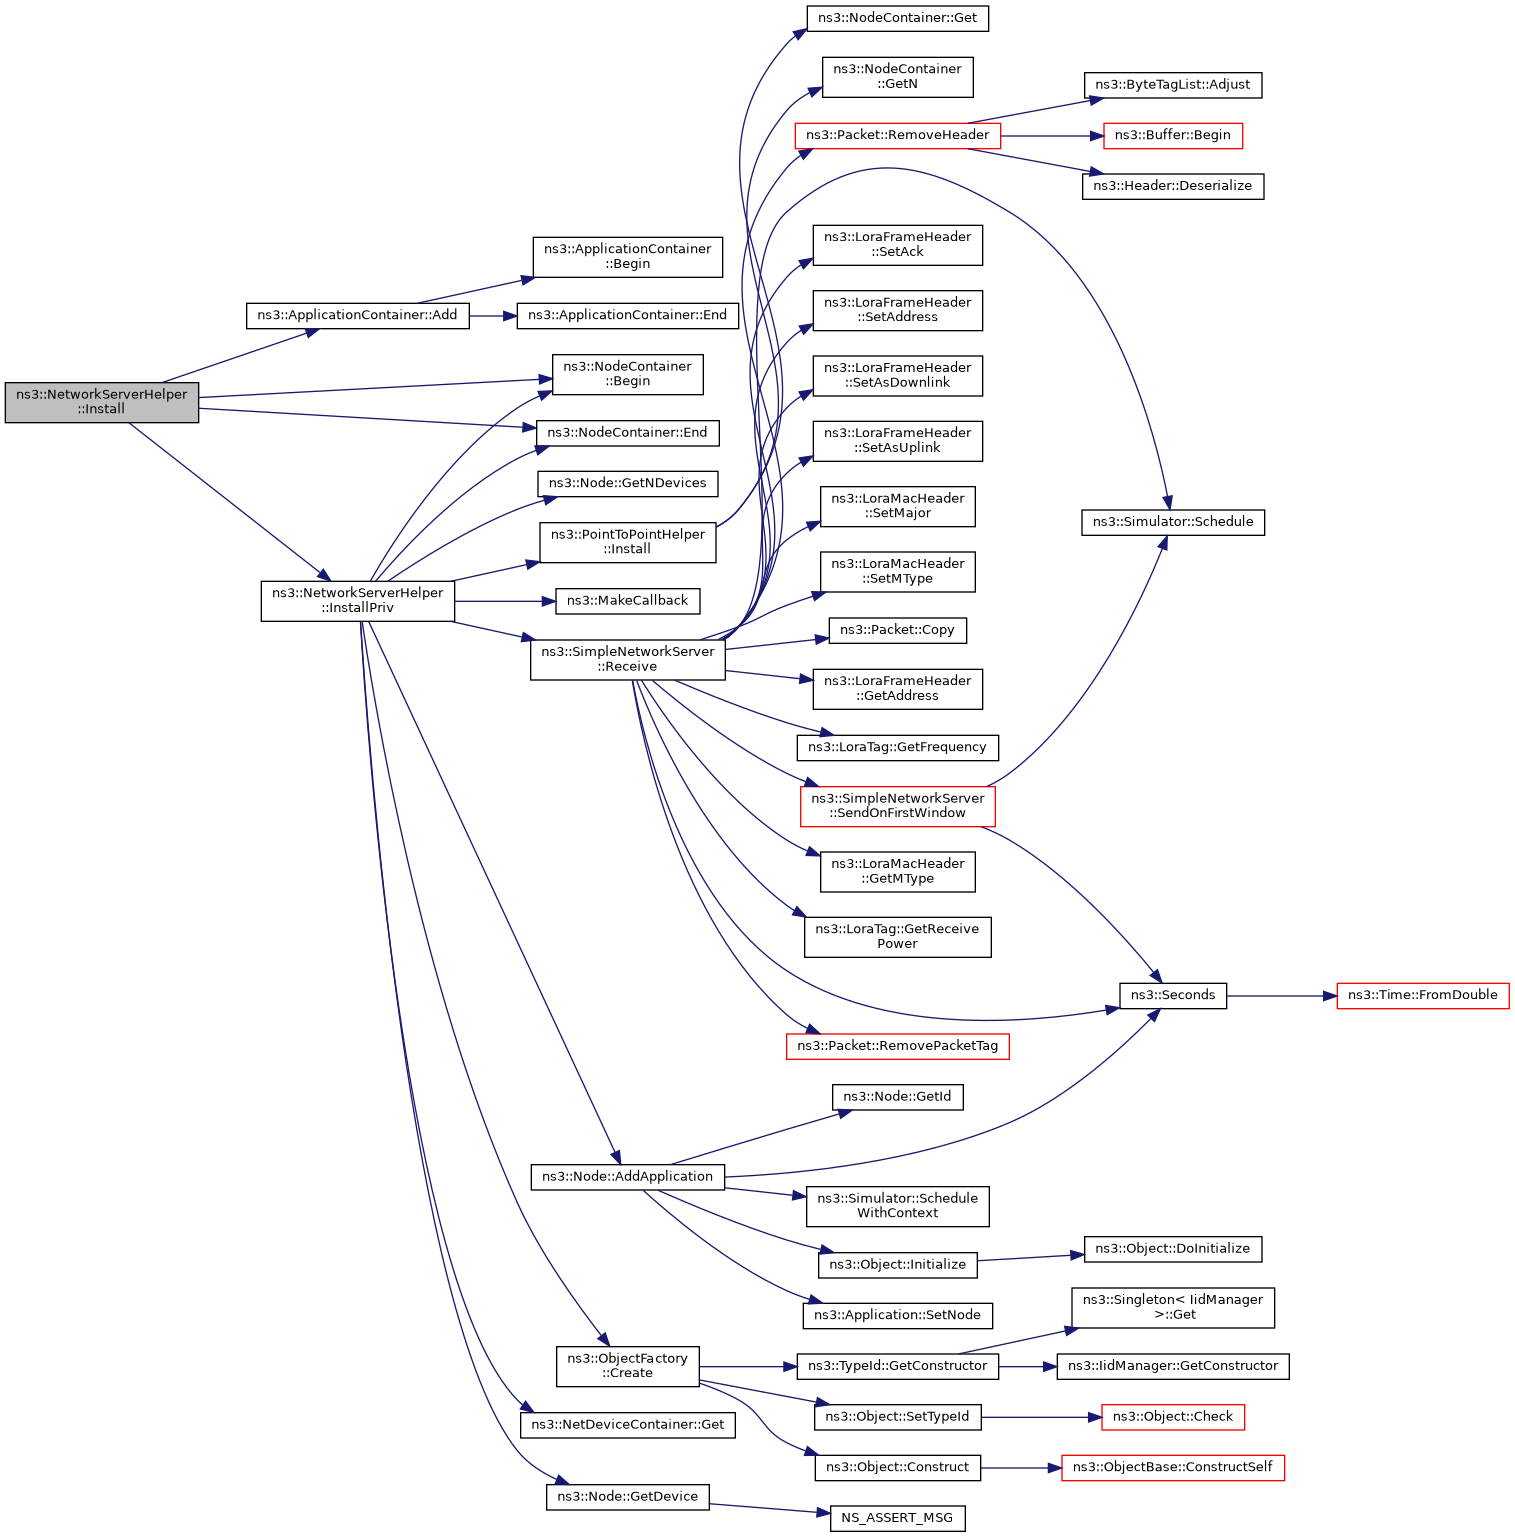 ns3::NodeContainer::Get
ns3::NodeContainer
::GetN
ns3::ByteTagList::Adjust
ns3::Packet::RemoveHeader
ns3::Buffer::Begin
ns3::Header::Deserialize
ns3::LoraFrameHeader
::SetAck
ns3::ApplicationContainer
::Begin
ns3::ApplicationContainer::Add
ns3::ApplicationContainer::End
ns3::LoraFrameHeader
::SetAddress
ns3::NodeContainer
::Begin
ns3::LoraFrameHeader
::SetAsDownlink
ns3::NetworkServerHelper
::Install
ns3::NodeContainer::End
ns3::LoraFrameHeader
::SetAsUplink
ns3::Node::GetNDevices
ns3::LoraMacHeader
::SetMajor
ns3::Simulator::Schedule
ns3::PointToPointHelper
::Install
ns3::LoraMacHeader
::SetMType
ns3::NetworkServerHelper
::InstallPriv
ns3::MakeCallback
ns3::Packet::Copy
ns3::SimpleNetworkServer
::Receive
ns3::LoraFrameHeader
::GetAddress
ns3::LoraTag::GetFrequency
ns3::SimpleNetworkServer
::SendOnFirstWindow
ns3::LoraMacHeader
::GetMType
ns3::LoraTag::GetReceive
Power
ns3::Seconds
ns3::Time::FromDouble
ns3::Packet::RemovePacketTag
ns3::Node::GetId
ns3::Node::AddApplication
ns3::Simulator::Schedule
WithContext
ns3::Object::Initialize
ns3::Object::DoInitialize
ns3::Application::SetNode
ns3::Singleton< IidManager
>::Get
ns3::ObjectFactory
::Create
ns3::TypeId::GetConstructor
ns3::IidManager::GetConstructor
ns3::Object::SetTypeId
ns3::Object::Check
ns3::NetDeviceContainer::Get
ns3::Object::Construct
ns3::ObjectBase::ConstructSelf
ns3::Node::GetDevice
NS_ASSERT_MSG